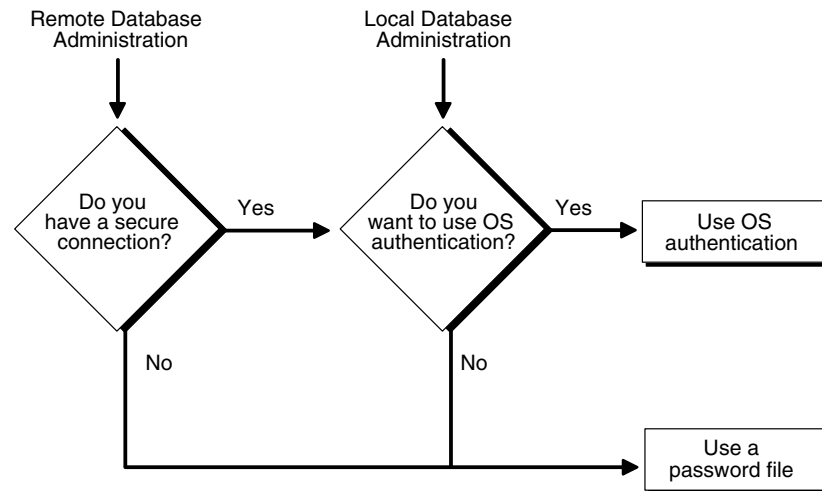 Remote Database
Administration
Local Database
Administration
Do you
have a secure
connection?
Yes
Do you
want to use OS
authentication?
Yes
Use OS
authentication
No
No
Use a
password file